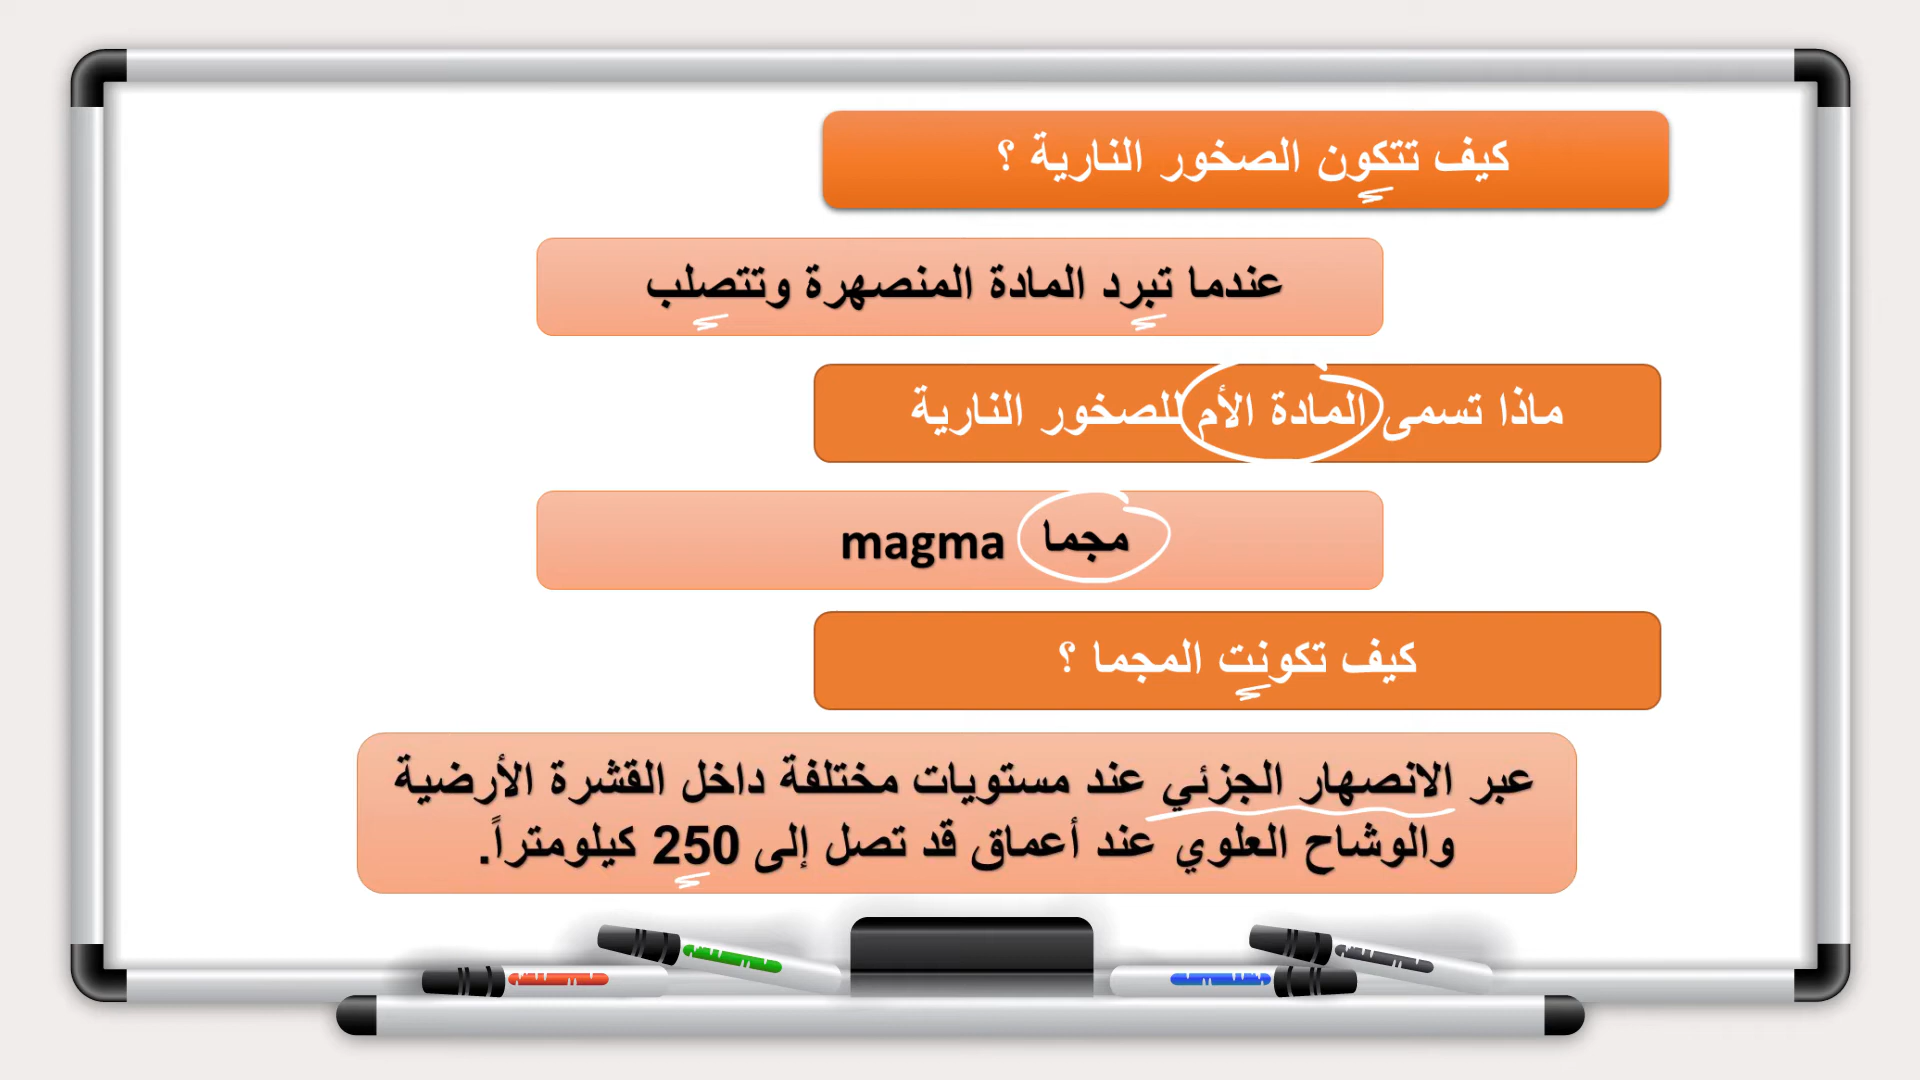 كيف تتكون الصخور النارية ؟
عندما تبرد المادة المنصهرة وتتصلب
ماذا تسمى المادة الأم للصخور النارية
مجما magma
كيف تكونت المجما ؟
عبر الانصهار الجزئي عند مستويات مختلفة داخل القشرة الأرضية
والوشاح العلوي عند أعماق قد تصل إلى 250 كيلومتراً.